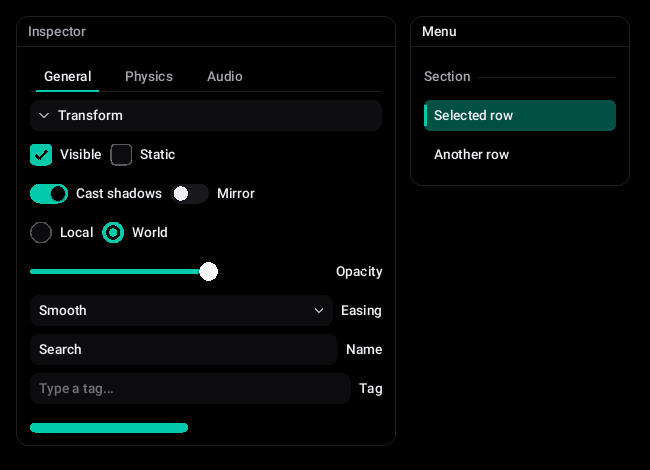 Inspector
General Physics Audio
Transform
Visible Static
Cast shadows Mirror
Local World
Opacity
Smooth Easing
Search Name
Type a tag... Tag
Menu
Section
Selected row
Another row